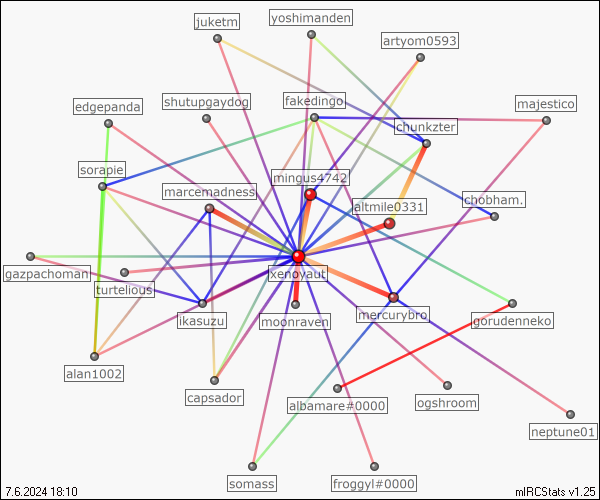 yoshimanden
juketm
artyom0593
edgepanda
shutupgaydog
fakedingo
majestico
chunkzter
sorapie
mingus4742
marcemadness
chobham.
altmile0331
gazpachoman
xenoyaut
turtelious
ikasuzu
moonraven
mercurybro
gorudenneko
alan1002
capsador
albamare#0000
ogshroom
neptune01
somass
froggyl#0000
7.6.2024 18:10
mIRCStats v1.25